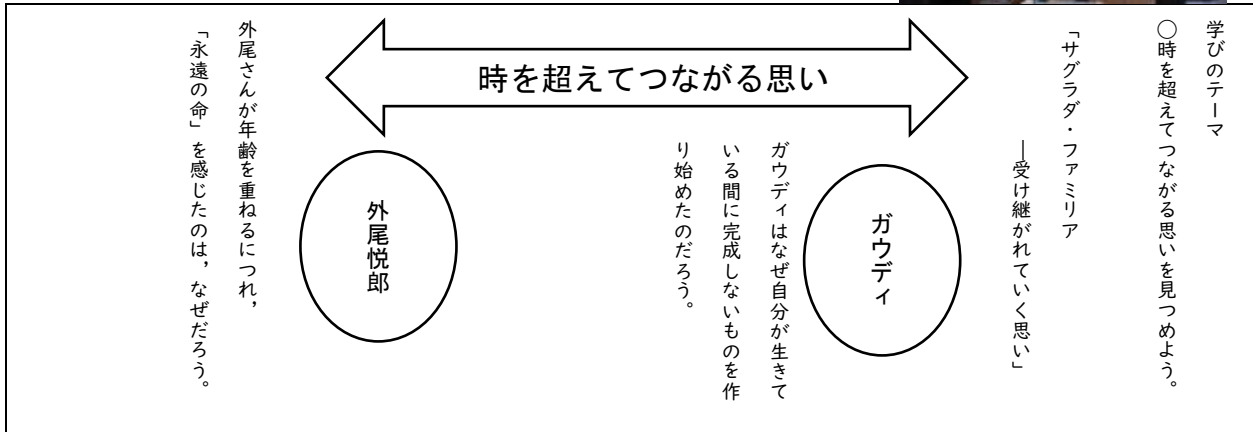 学びのテーマ
○時を超えてつながる思いを見つめよう。
「サグラダ・ファミリア
―受け継がれていく思い」
時を超えてつながる思い
ガウディ
ガウディはなぜ自分が生きて
いる間に完成しないものを作
り始めたのだろう。
外尾悦郎
外尾さんが年齢を重ねるにつれ，
「永遠の命」を感じたのは，なぜだろう。